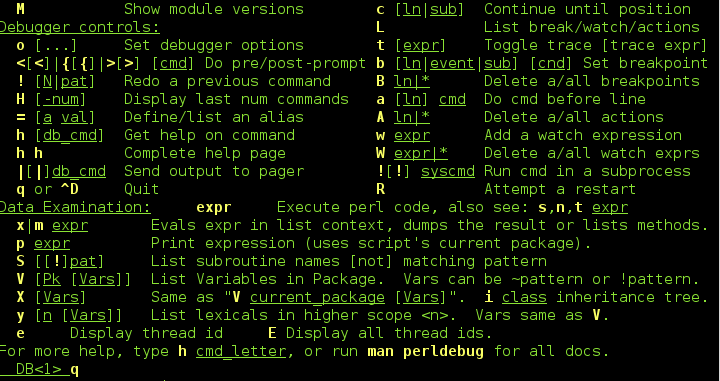 M Show module versions c [ln|sub] Continue until position
Debugger controls: L List break/watch/actions
o [...] Set debugger options t [expr] Toggle trace [trace expr]
<[<]|{[{]|>[>] [cmd] Do pre/post-prompt b [ln|event|sub] [cnd] Set breakpoint
! [N|pat] Redo a previous command B ln|* Delete a/all breakpoints
H [-num] Display last num commands a [ln] cmd Do cmd before line
= [a val] Define/list an alias A ln|* Delete a/all actions
h [db_cmd] Get help on command w expr Add a watch expression
h h Complete help page W expr|* Delete a/all watch exprs
|[|]db_cmd Send output to pager ![!] syscmd Run cmd in a subprocess
q or ^D Quit R Attempt a restart
Data Examination: expr Execute perl code, also see: s,n,t expr
x|m expr Evals expr in list context, dumps the result or lists methods.
p expr Print expression (uses script's current package).
S [[!]pat] List subroutine names [not] matching pattern
V [Pk [Vars]] List Variables in Package. Vars can be ~pattern or !pattern.
X [Vars] Same as "V current_package [Vars]". i class inheritance tree.
y [n [Vars]] List lexicals in higher scope <n>. Vars same as V.
e Display thread id E Display all thread ids.
For more help, type h cmd_letter, or run man perldebug for all docs.
DB<1> q